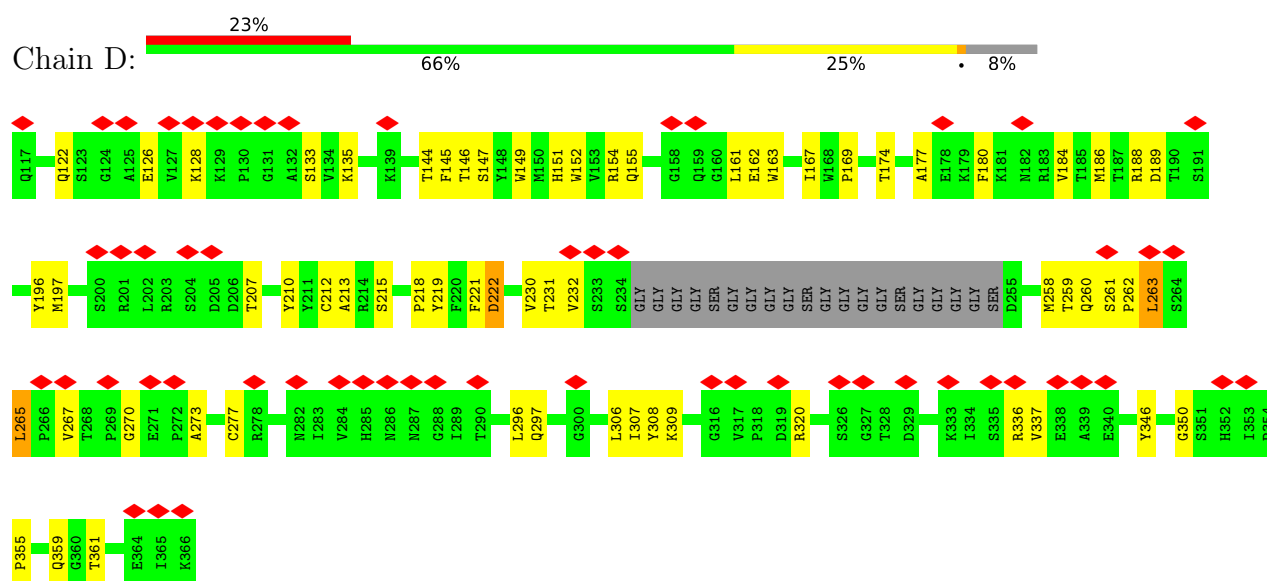 23%
Chain D:
66% 25% • 8%
Q117 Q122 S123 G124 A125 E126 V127 K128 K129 P130 G131 A132 S133 V134 K135 K139 T144 F145 T146 S147 Y148 W149 M150 H151 W152 V153 R154 Q155 G158 Q159 G160 L161 E162 W163 I167 W168 P169 T174 A177 E178 K179 F180 K181 N182 R183 V184 T185 M186 T187 R188 D189 T190 S191
Y196 M197 S200 R201 L202 R203 S204 D205 D206 T207 Y210 Y211 C212 A213 R214 S215 P218 Y219 F220 F221 D222 V230 T231 V232 S233 S234 GLY GLY GLY GLY SER GLY GLY GLY GLY SER GLY GLY GLY GLY SER GLY GLY GLY GLY SER D255 M258 T259 Q260 S261 P262 L263 S264
L265 P266 V267 T268 P269 G270 E271 P272 A273 C277 R278 N282 I283 V284 H285 N286 N287 G288 I289 T290 L296 Q297 G300 L306 I307 Y308 K309 G316 V317 P318 D319 R320 S326 G327 T328 D329 K333 I334 S335 R336 V337 E338 A339 E340 Y346 G350 S351 H352 I353
P355 Q359 G360 T361 E364 I365 K366